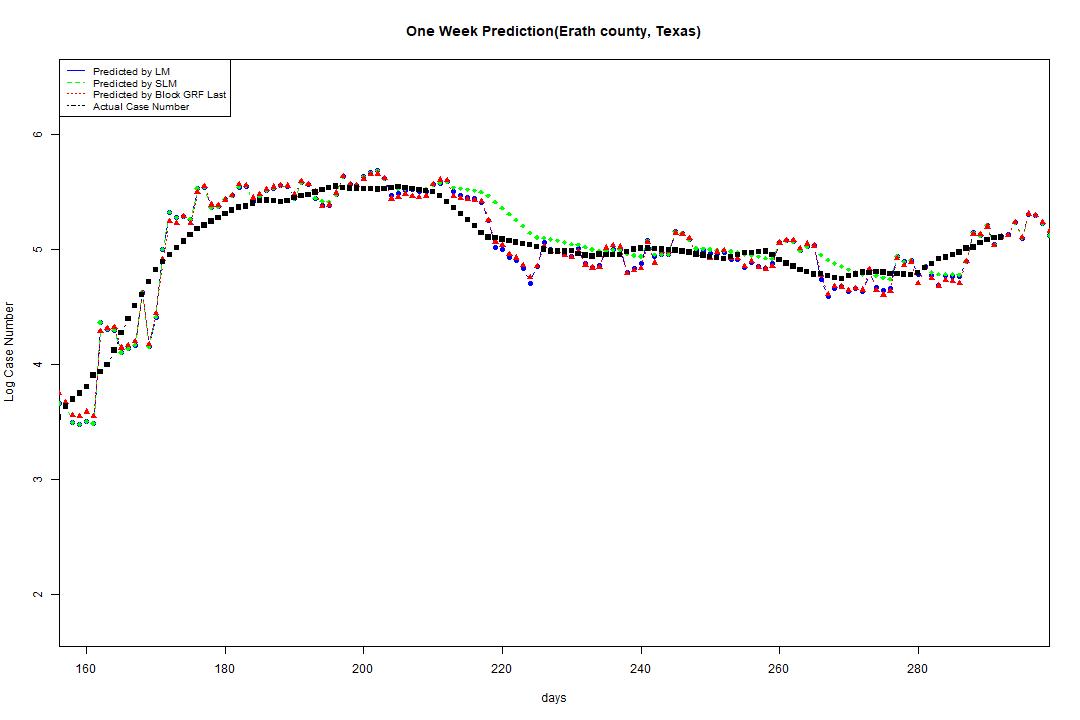 One Week Prediction(Erath county, Texas)
Predicted by LM
Predicted by SLM
Predicted by Block GRF Last
Actual Case Number
6
5
4
3
2
Log Case Number
160 180 200 220 240 260 280
days